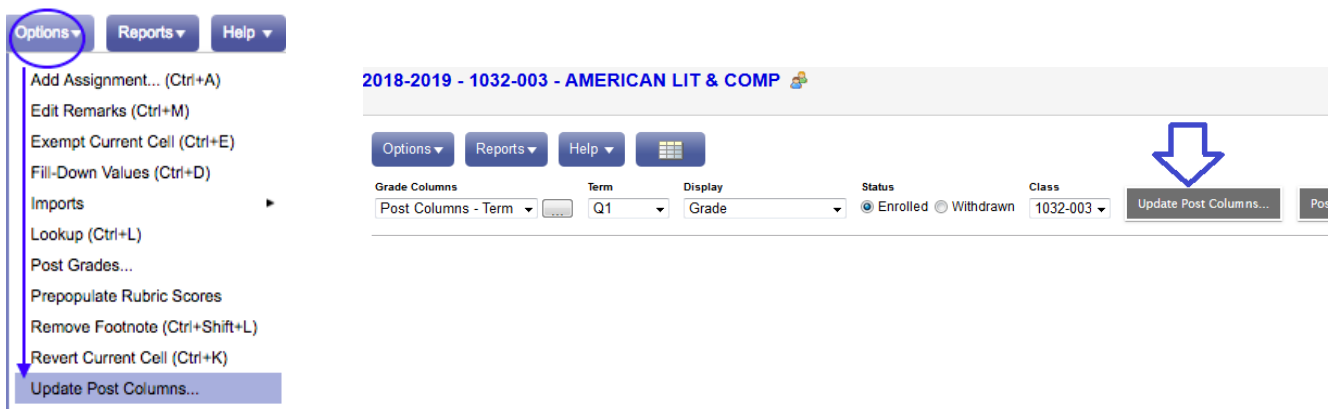 Options Reports Help
Add Assignment... (Ctrl+A)
Edit Remarks (Ctrl+M)
Exempt Current Cell (Ctrl+E)
Fill-Down Values (Ctrl+D)
Imports
Lookup (Ctrl+L)
Post Grades...
Prepopulate Rubric Scores
Remove Footnote (Ctrl+Shift+L)
Revert Current Cell (Ctrl+K)
Update Post Columns...
2018-2019 - 1032-003 - AMERICAN LIT & COMP
Options Reports Help
Grade Columns Term Display Status Class
Post Columns - Term ... Q1 Grade Enrolled Withdrawn 1032-003 Update Post Columns... Pos